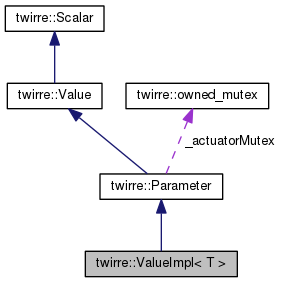 twirre::Scalar
twirre::Value
twirre::owned_mutex
_actuatorMutex
twirre::Parameter
twirre::ValueImpl< T >